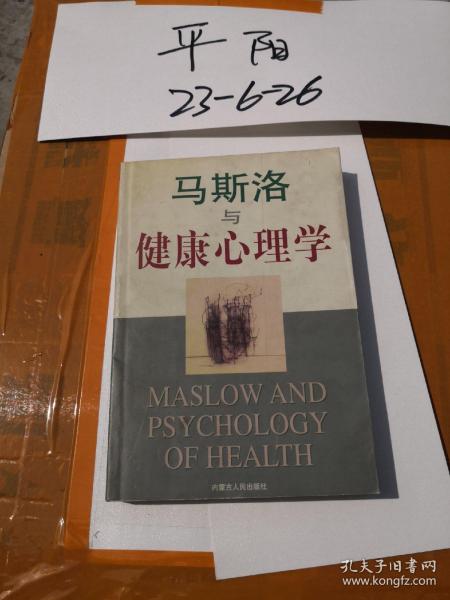 平阳
23-6-26
马斯洛
与
健康心理学
MASLOW AND
PSYCHOLOGY
OF HEALTH
内蒙古人民出版社
孔夫子旧书网
www.kongfz.com